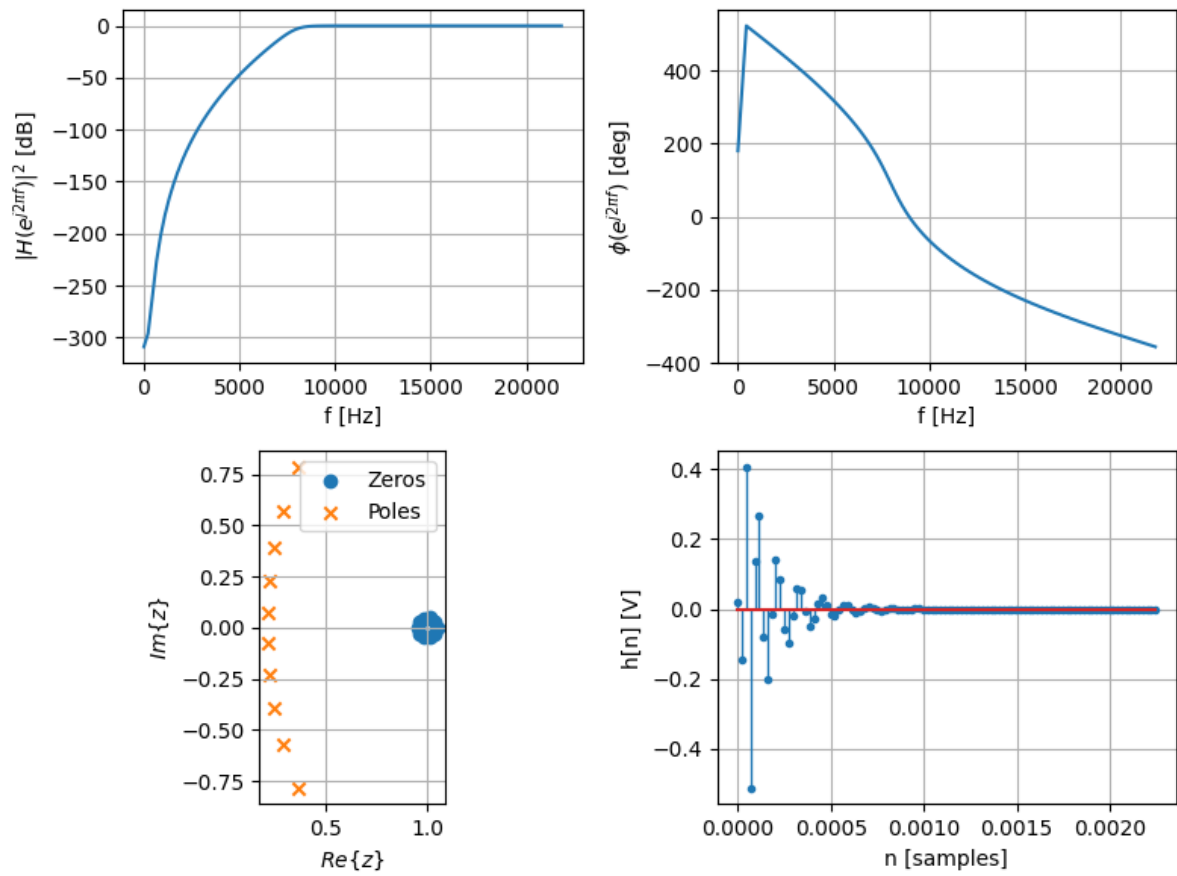 |H(e^{j2πf})|² [dB]
0
−50
−100
−150
−200
−250
−300
0 5000 10000 15000 20000
f [Hz]
ϕ(e^{j2πf}) [deg]
400
200
0
−200
−400
0 5000 10000 15000 20000
f [Hz]
Im{z}
0.75
0.50
0.25
0.00
−0.25
−0.50
−0.75
Zeros
Poles
0.5 1.0
Re{z}
h[n] [V]
0.4
0.2
0.0
−0.2
−0.4
0.0000 0.0005 0.0010 0.0015 0.0020
n [samples]